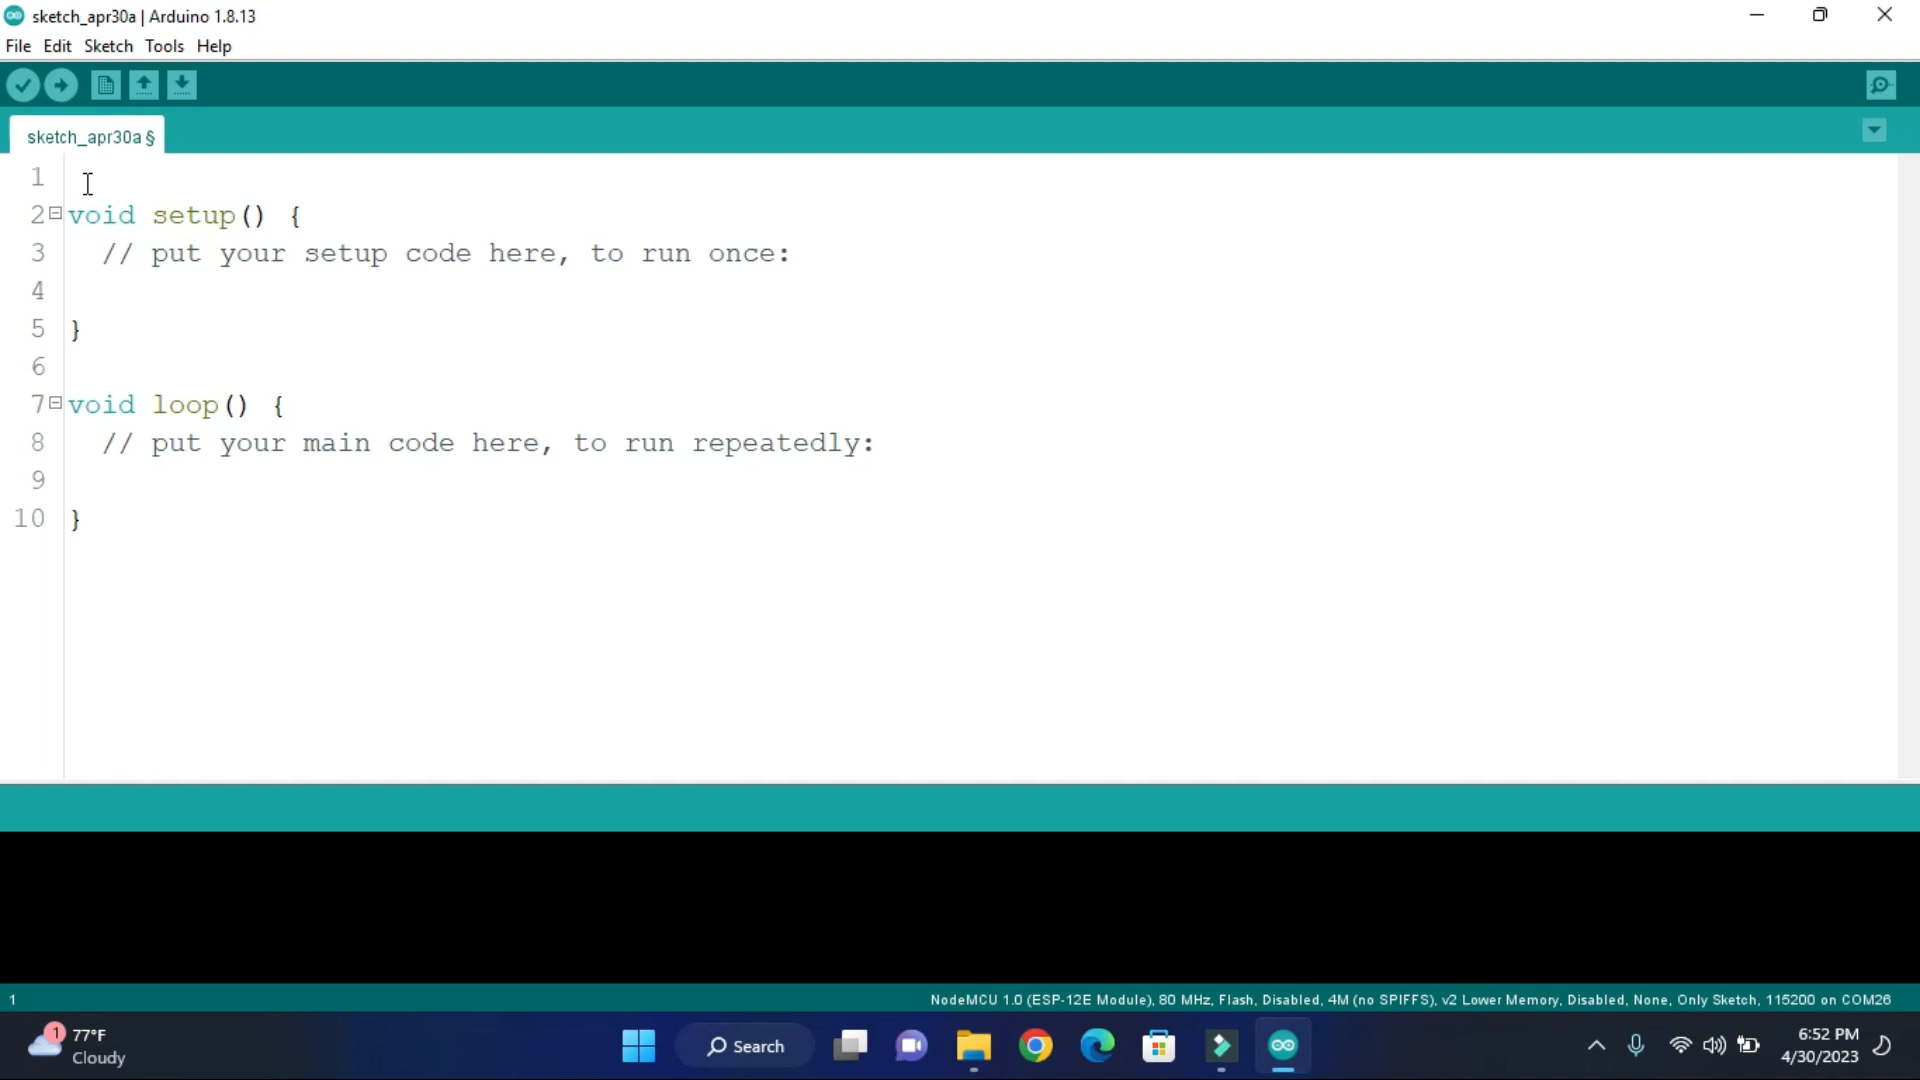 sketch_apr30a | Arduino 1.8.13
File Edit Sketch Tools Help
sketch_apr30a §
1
2 void setup() {
3 // put your setup code here, to run once:
4
5 }
6
7 void loop() {
8 // put your main code here, to run repeatedly:
9
10 }
1 NodeMCU 1.0 (ESP-12E Module), 80 MHz, Flash, Disabled, 4M (no SPIFFS), v2 Lower Memory, Disabled, None, Only Sketch, 115200 on COM26
1 77°F
Cloudy
Search
6:52 PM
4/30/2023